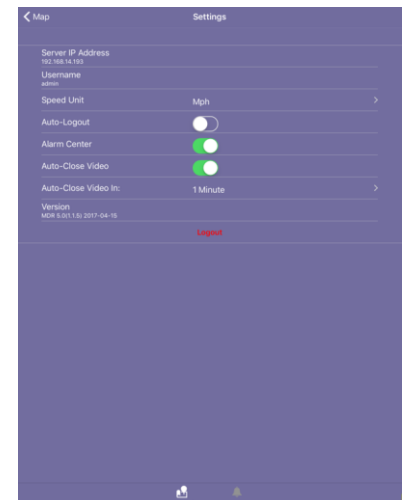 Map
Settings
Server IP Address
192.168.14.193
Username
admin
Speed Unit
Mph
Auto-Logout
Alarm Center
Auto-Close Video
Auto-Close Video In:
1 Minute
Version
MDR 5.0(1.1.5) 2017-04-15
Logout